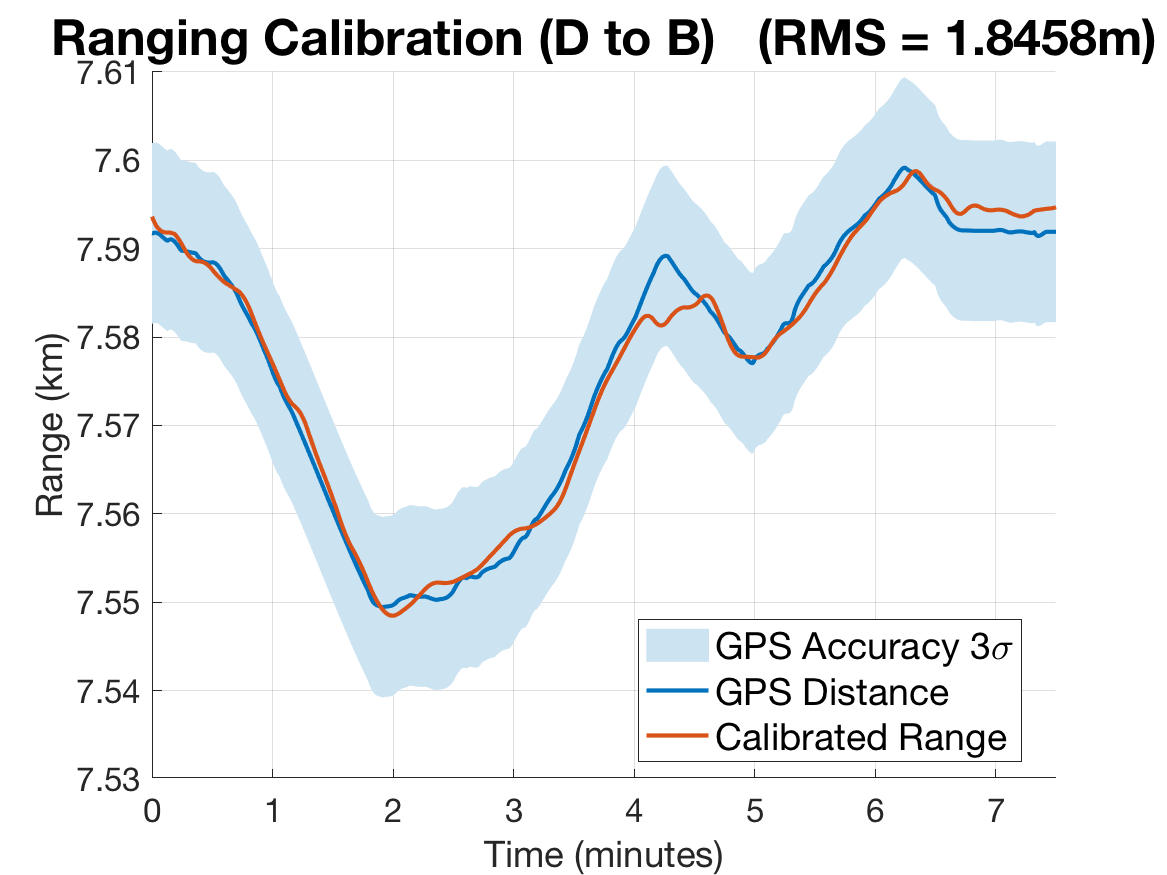 Ranging Calibration (D to B)   (RMS = 1.8458m)
7.61
7.6
7.59
7.58
7.57
7.56
7.55
7.54
7.53
Range (km)
GPS Accuracy 3σ
GPS Distance
Calibrated Range
0 1 2 3 4 5 6 7
Time (minutes)